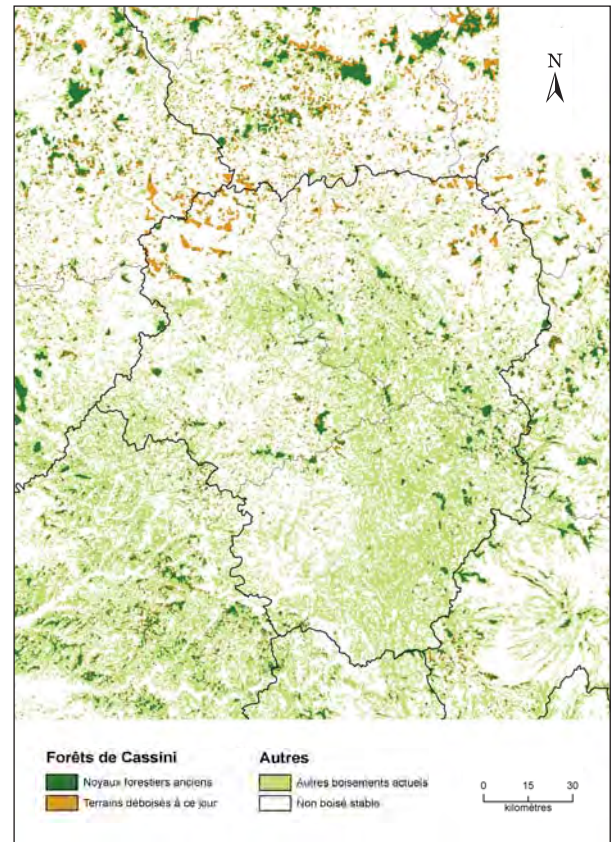 N
Forêts de Cassini
Noyaux forestiers anciens
Terrains déboisés à ce jour
Autres
Autres boisements actuels
Non boisé stable
0 15 30
kilomètres